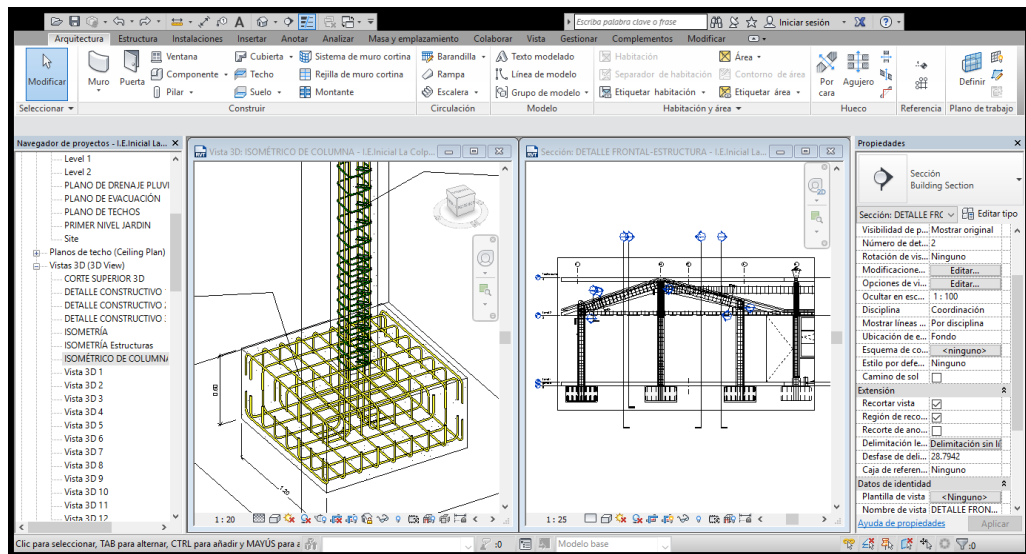 Escriba palabra clave o frase
Iniciar sesión
Arquitectura Estructura Instalaciones Insertar Anotar Analizar Masa y emplazamiento Colaborar Vista Gestionar Complementos Modificar
Modificar
Muro
Puerta
Ventana
Componente
Pilar
Cubierta
Techo
Suelo
Sistema de muro cortina
Rejilla de muro cortina
Montante
Barandilla
Rampa
Escalera
Texto modelado
Línea de modelo
Grupo de modelo
Habitación
Separador de habitación
Etiquetar habitación
Área
Contorno de área
Etiquetar área
Por cara
Agujero
Definir
Seleccionar Construir Circulación Modelo Habitación y área Hueco Referencia Plano de trabajo
Navegador de proyectos - I.E.Inicial La...
Level 1
Level 2
PLANO DE DRENAJE PLUVI
PLANO DE EVACUACIÓN
PLANO DE TECHOS
PRIMER NIVEL JARDIN
Site
Planos de techo (Ceiling Plan)
Vistas 3D (3D View)
CORTE SUPERIOR 3D
DETALLE CONSTRUCTIVO
DETALLE CONSTRUCTIVO
DETALLE CONSTRUCTIVO
ISOMETRÍA
ISOMETRÍA Estructuras
ISOMÉTRICO DE COLUMNA
Vista 3D 1
Vista 3D 2
Vista 3D 3
Vista 3D 4
Vista 3D 5
Vista 3D 6
Vista 3D 7
Vista 3D 8
Vista 3D 9
Vista 3D 10
Vista 3D 11
Vista 3D 12
Vista 3D: ISOMÉTRICO DE COLUMNA - I.E.Inicial La Colp...
0.60
1.20
1 : 20
Sección: DETALLE FRONTAL-ESTRUCTURA - I.E.Inicial La...
1 : 25
Propiedades
Sección
Building Section
Sección: DETALLE FRC Editar tipo
Visibilidad de p... Mostrar original
Número de det... 2
Rotación de vis... Ninguno
Modificacione... Editar...
Opciones de vi... Editar...
Ocultar en esc... 1 : 100
Disciplina Coordinación
Mostrar líneas ... Por disciplina
Ubicación de e... Fondo
Esquema de co... <ninguno>
Estilo por defe... Ninguno
Camino de sol
Extensión
Recortar vista
Región de reco...
Recorte de ano...
Delimitación le... Delimitación sin lí
Desfase de deli... 28.7942
Caja de referen... Ninguno
Datos de identidad
Plantilla de vista <Ninguno>
Nombre de vista DETALLE FRON...
Ayuda de propiedades Aplicar
Clic para seleccionar, TAB para alternar, CTRL para añadir y MAYÚS para
:0
Modelo base
:0